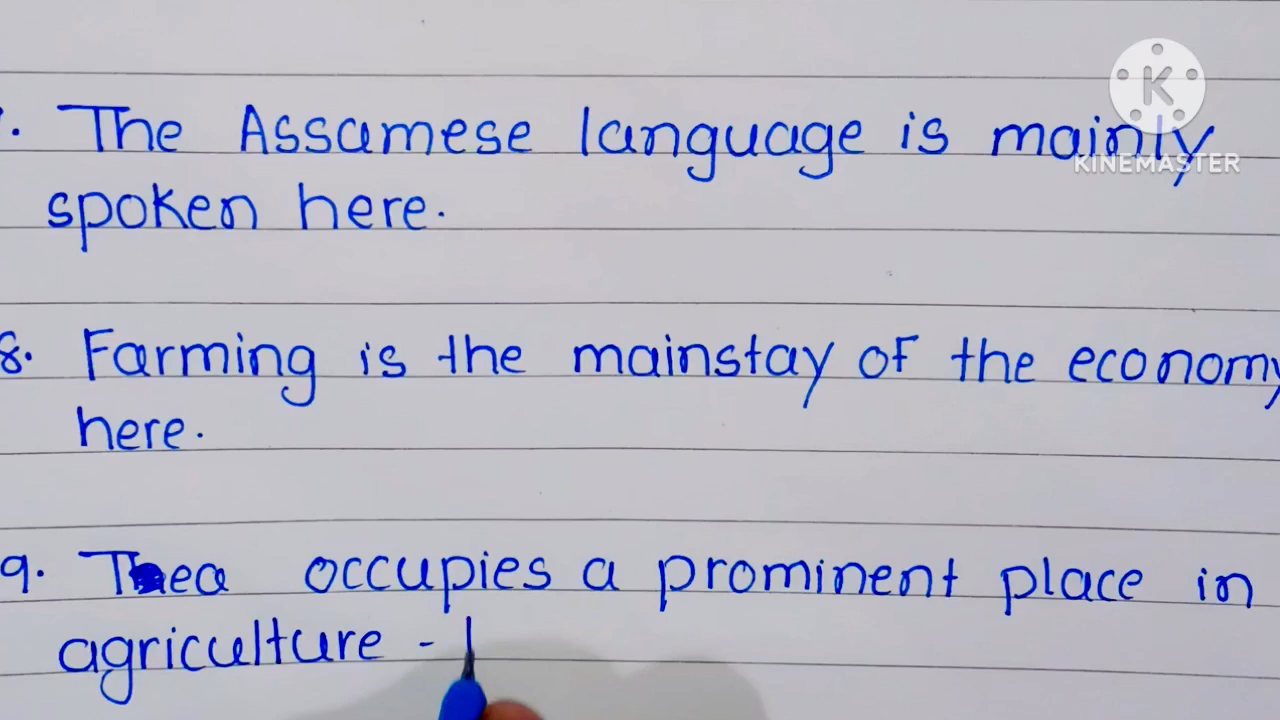 . The Assamese language is mainly
spoken here.
8. Farming is the mainstay of the economy
here.
9. Tea occupies a prominent place in
agriculture -
K
KINEMASTER